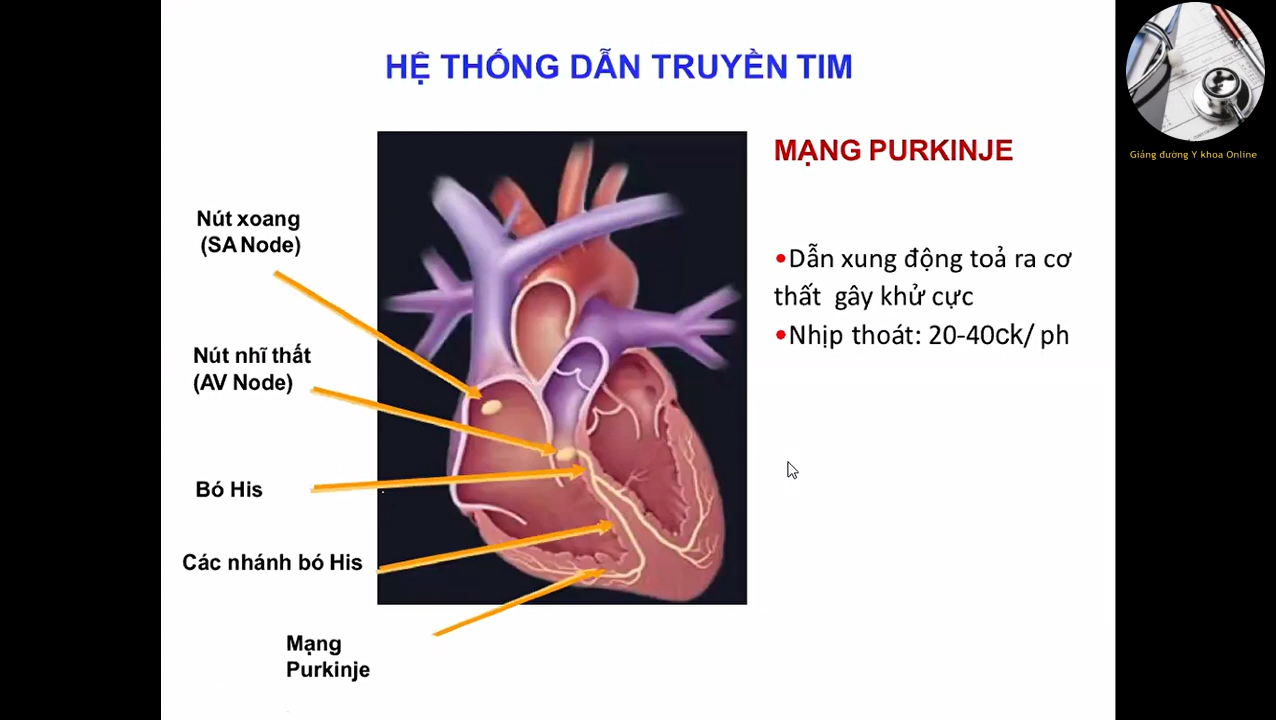 HỆ THỐNG DẪN TRUYỀN TIM
Giảng đường Y khoa Online
MẠNG PURKINJE
Nút xoang
(SA Node)
•Dẫn xung động toả ra cơ
thất gây khử cực
•Nhịp thoát: 20-40ck/ ph
Nút nhĩ thất
(AV Node)
Bó His
Các nhánh bó His
Mạng
Purkinje